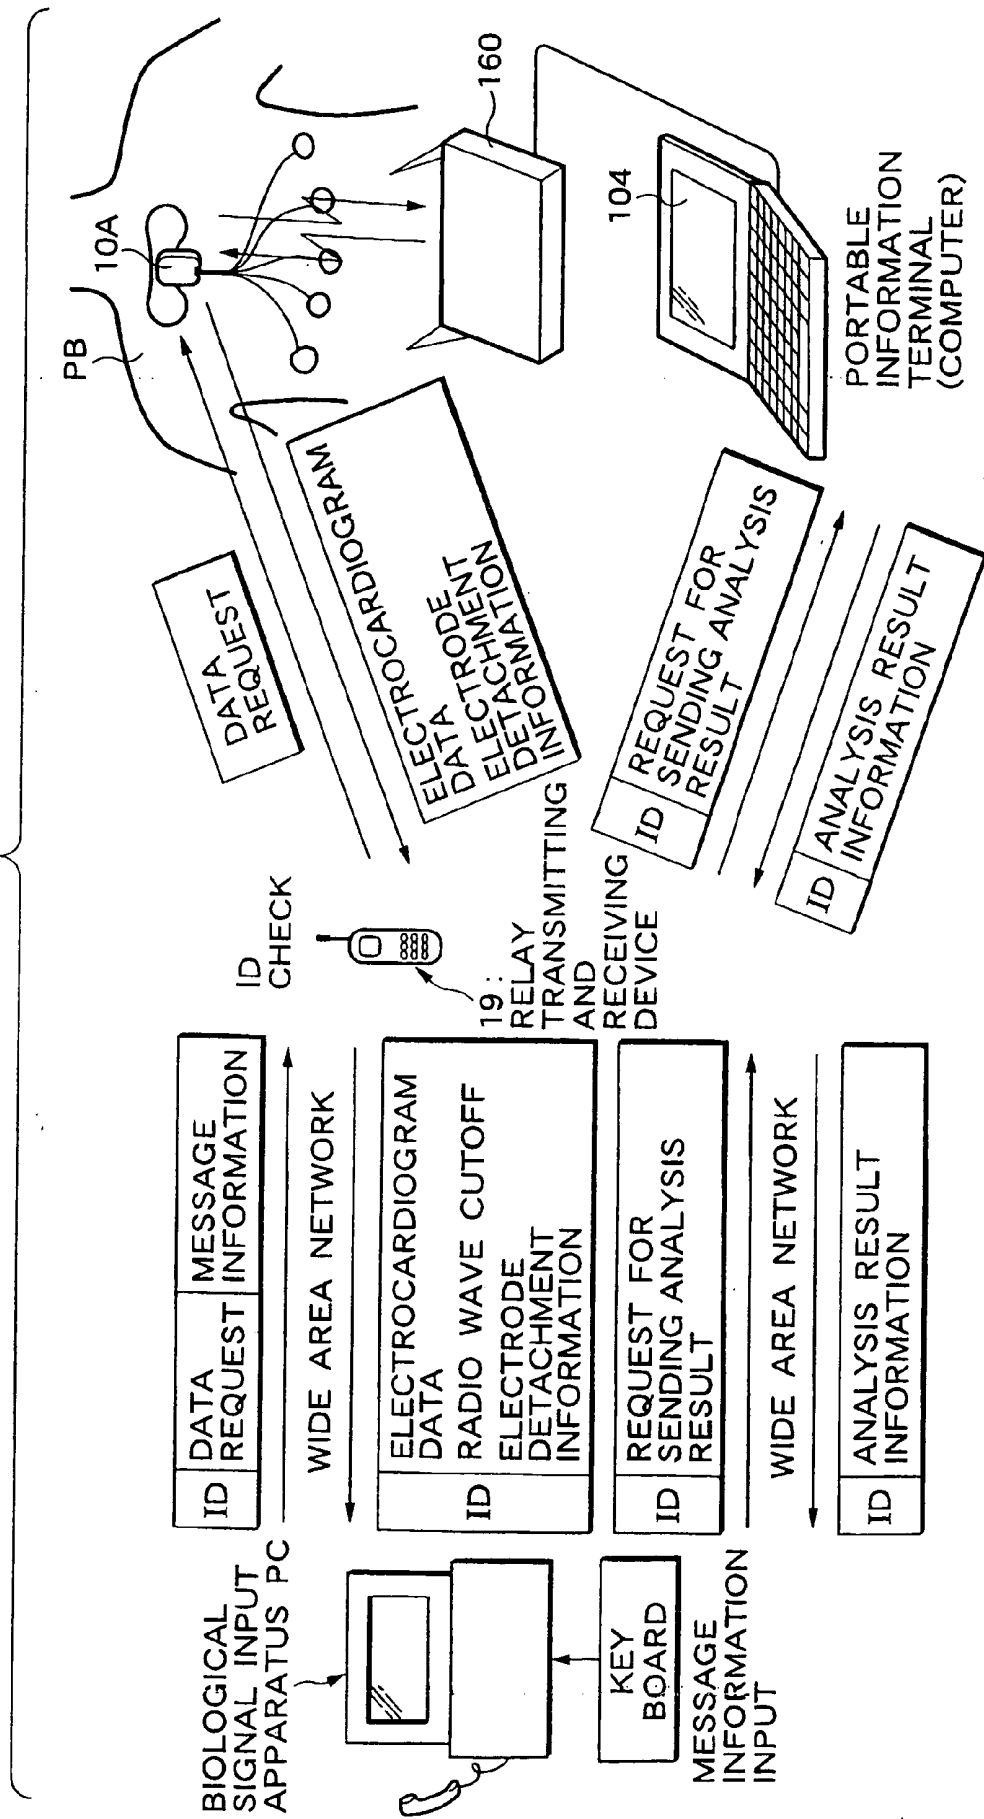 BIOLOGICAL
SIGNAL INPUT
APPARATUS PC
KEY
BOARD
MESSAGE
INFORMATION
INPUT
ID
DATA
REQUEST
MESSAGE
INFORMATION
WIDE AREA NETWORK
ID
ELECTROCARDIOGRAM
DATA
RADIO WAVE CUTOFF
ELECTRODE
DETACHMENT
INFORMATION
ID
REQUEST FOR
SENDING ANALYSIS
RESULT
WIDE AREA NETWORK
ID
ANALYSIS RESULT
INFORMATION
ID
CHECK
19 :
RELAY
TRANSMITTING
AND
RECEIVING
DEVICE
DATA
REQUEST
ELECTROCARDIOGRAM
DATA
ELECTRODE
DETACHMENT
INFORMATION
ID
REQUEST FOR
SENDING ANALYSIS
RESULT
ID
ANALYSIS RESULT
INFORMATION
PB
10A
160
104
PORTABLE
INFORMATION
TERMINAL
(COMPUTER)